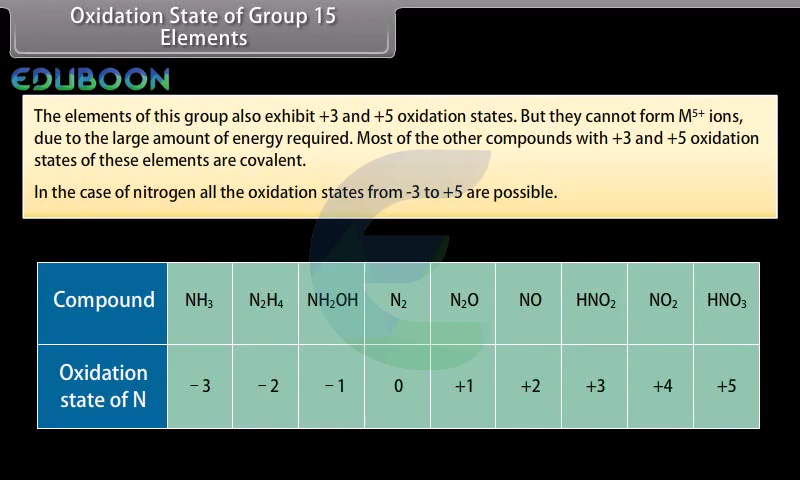 Oxidation State of Group 15
Elements
EDUBOON
The elements of this group also exhibit +3 and +5 oxidation states. But they cannot form M⁵⁺ ions,
due to the large amount of energy required. Most of the other compounds with +3 and +5 oxidation
states of these elements are covalent.
In the case of nitrogen all the oxidation states from -3 to +5 are possible.
Compound NH₃ N₂H₄ NH₂OH N₂ N₂O NO HNO₂ NO₂ HNO₃
Oxidation
state of N – 3 – 2 – 1 0 +1 +2 +3 +4 +5